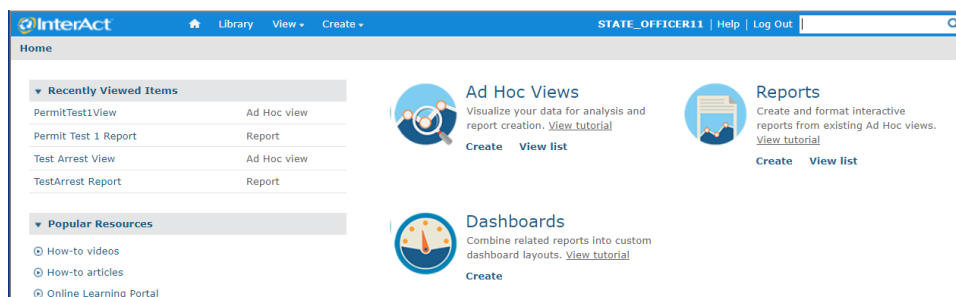 InterAct Library View Create STATE_OFFICER11 | Help | Log Out
Home
Recently Viewed Items
PermitTest1View Ad Hoc view
Permit Test 1 Report Report
Test Arrest View Ad Hoc view
TestArrest Report Report
Popular Resources
How-to videos
How-to articles
Online Learning Portal
Ad Hoc Views
Visualize your data for analysis and
report creation. View tutorial
Create View list
Reports
Create and format interactive
reports from existing Ad Hoc views.
View tutorial
Create View list
Dashboards
Combine related reports into custom
dashboard layouts. View tutorial
Create